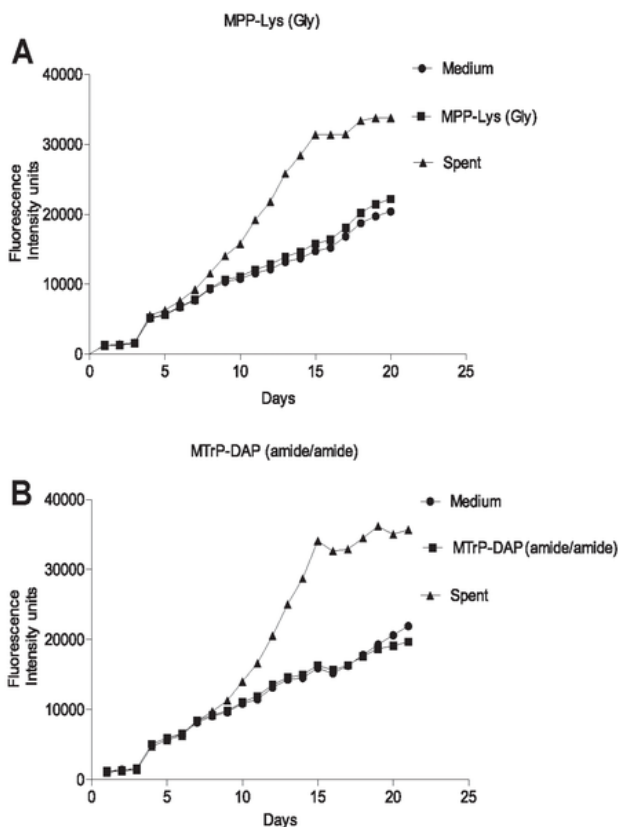 MPP-Lys (Gly)
A
40000
30000
20000
10000
0
Fluorescence
Intensity units
0 5 10 15 20 25
Days
Medium
MPP-Lys (Gly)
Spent
MTrP-DAP (amide/amide)
B
40000
30000
20000
10000
0
Fluorescence
Intensity units
0 5 10 15 20 25
Days
Medium
MTrP-DAP (amide/amide)
Spent